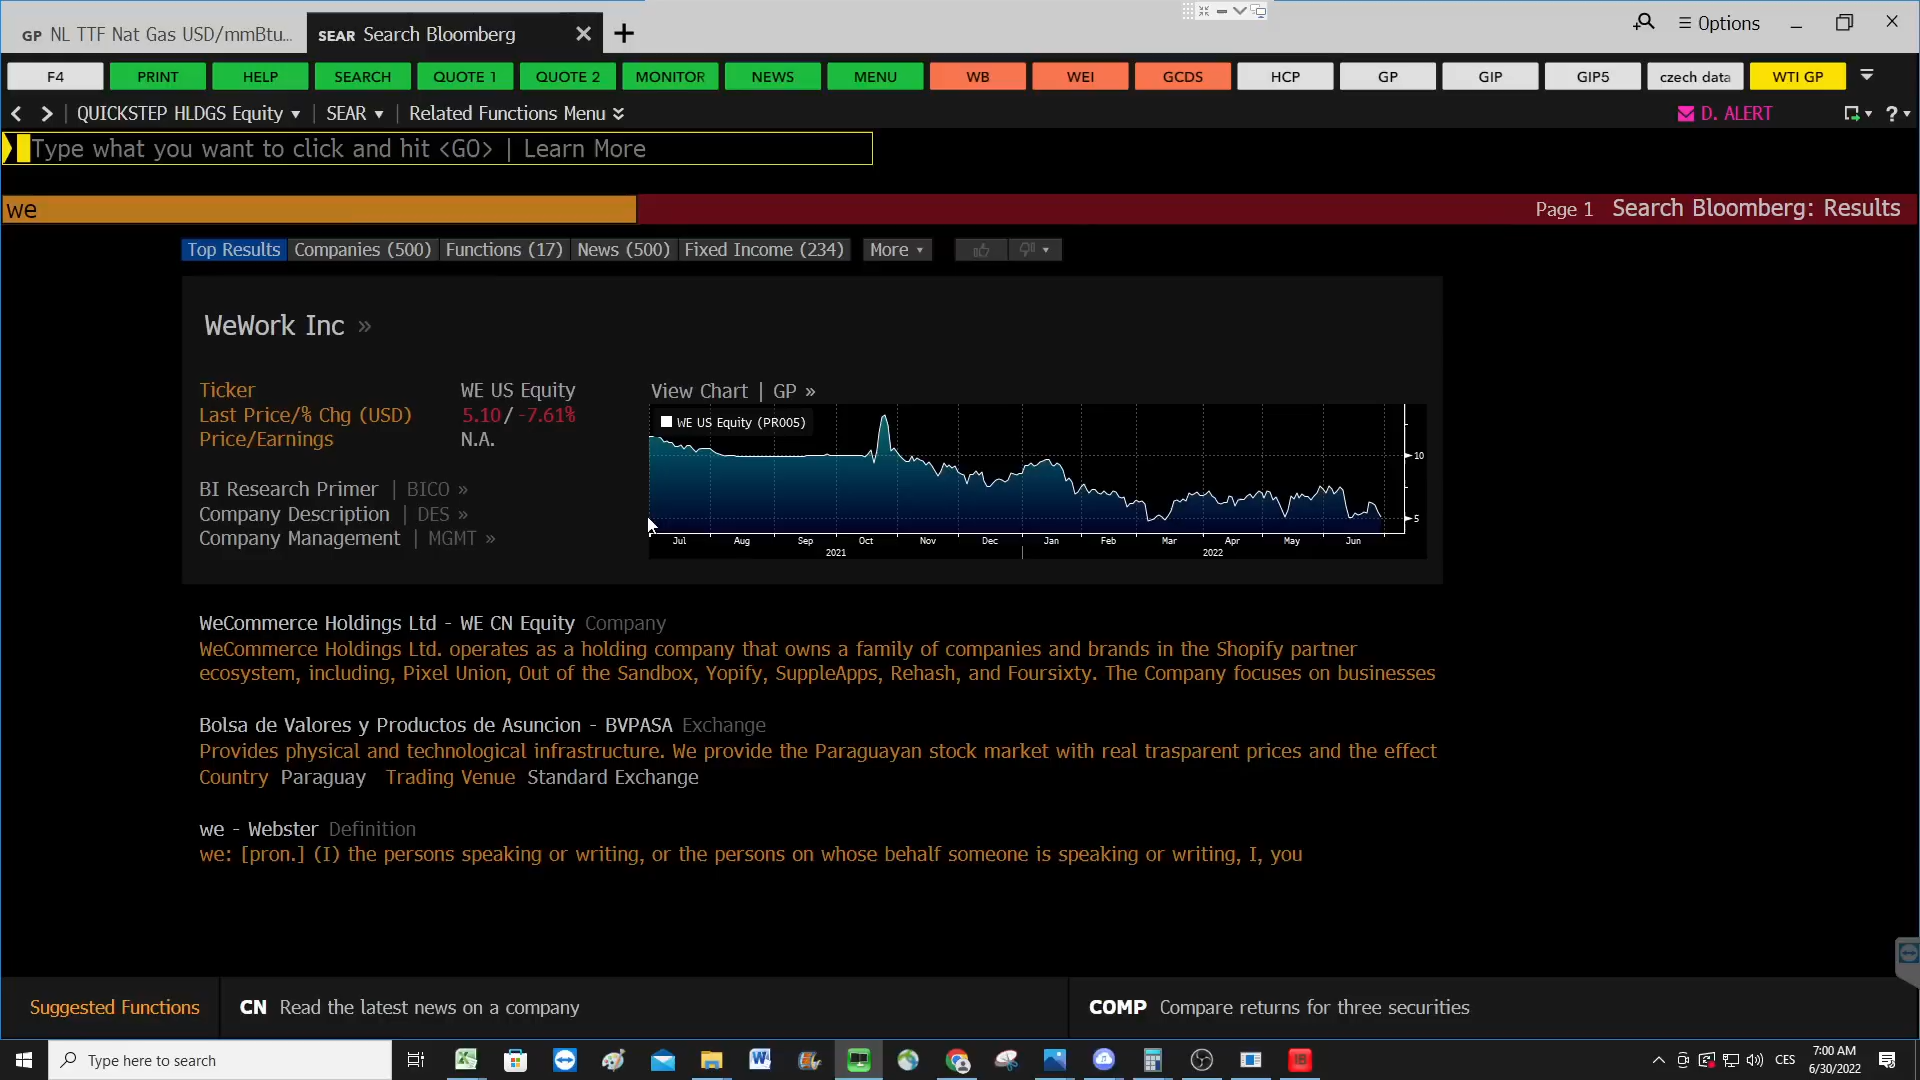 GP NL TTF Nat Gas USD/mmBtu... SEAR Search Bloomberg
Options
F4 PRINT HELP SEARCH QUOTE 1 QUOTE 2 MONITOR NEWS MENU WB WEI GCDS HCP GP GIP GIP5 czech data WTI GP
QUICKSTEP HLDGS Equity SEAR Related Functions Menu D. ALERT ?
Type what you want to click and hit <GO> | Learn More
we Page 1 Search Bloomberg: Results
Top Results Companies (500) Functions (17) News (500) Fixed Income (234) More
WeWork Inc »
Ticker WE US Equity
Last Price/% Chg (USD) 5.10 / -7.61%
Price/Earnings N.A.
BI Research Primer | BICO »
Company Description | DES »
Company Management | MGMT »
View Chart | GP »
WE US Equity (PR005)
10
5
Jul Aug Sep Oct Nov Dec Jan Feb Mar Apr May Jun
2021 2022
WeCommerce Holdings Ltd - WE CN Equity Company
WeCommerce Holdings Ltd. operates as a holding company that owns a family of companies and brands in the Shopify partner
ecosystem, including, Pixel Union, Out of the Sandbox, Yopify, SuppleApps, Rehash, and Foursixty. The Company focuses on businesses
Bolsa de Valores y Productos de Asuncion - BVPASA Exchange
Provides physical and technological infrastructure. We provide the Paraguayan stock market with real trasparent prices and the effect
Country Paraguay Trading Venue Standard Exchange
we - Webster Definition
we: [pron.] (I) the persons speaking or writing, or the persons on whose behalf someone is speaking or writing, I, you
Suggested Functions CN Read the latest news on a company COMP Compare returns for three securities
Type here to search
CES
7:00 AM
6/30/2022